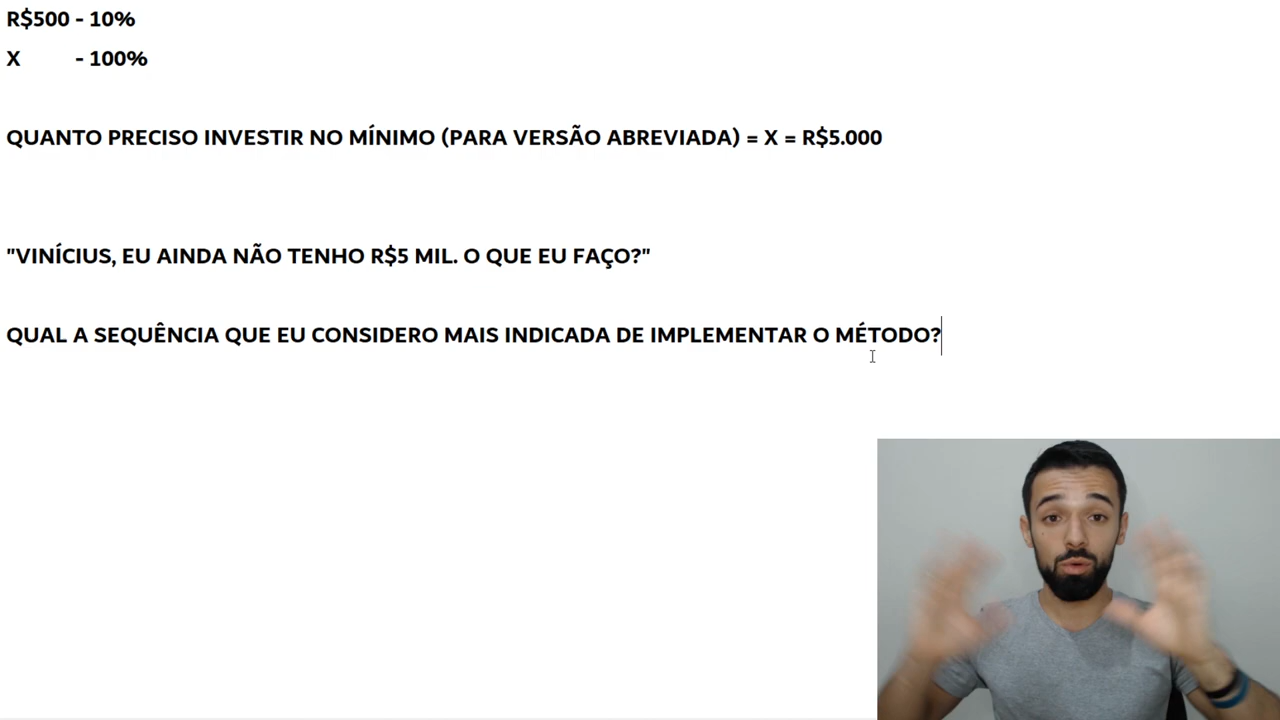 R$500 - 10%
X - 100%
QUANTO PRECISO INVESTIR NO MÍNIMO (PARA VERSÃO ABREVIADA) = X = R$5.000
"VINÍCIUS, EU AINDA NÃO TENHO R$5 MIL. O QUE EU FAÇO?"
QUAL A SEQUÊNCIA QUE EU CONSIDERO MAIS INDICADA DE IMPLEMENTAR O MÉTODO?